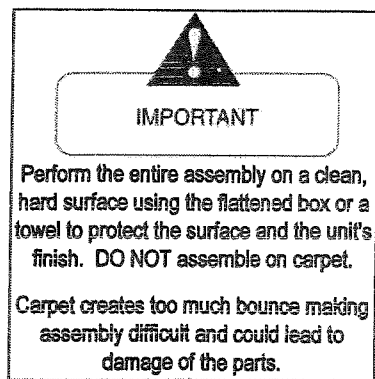 IMPORTANT
Perform the entire assembly on a clean,
hard surface using the flattened box or a
towel to protect the surface and the unit's
finish. DO NOT assemble on carpet.
Carpet creates too much bounce making
assembly difficult and could lead to
damage of the parts.